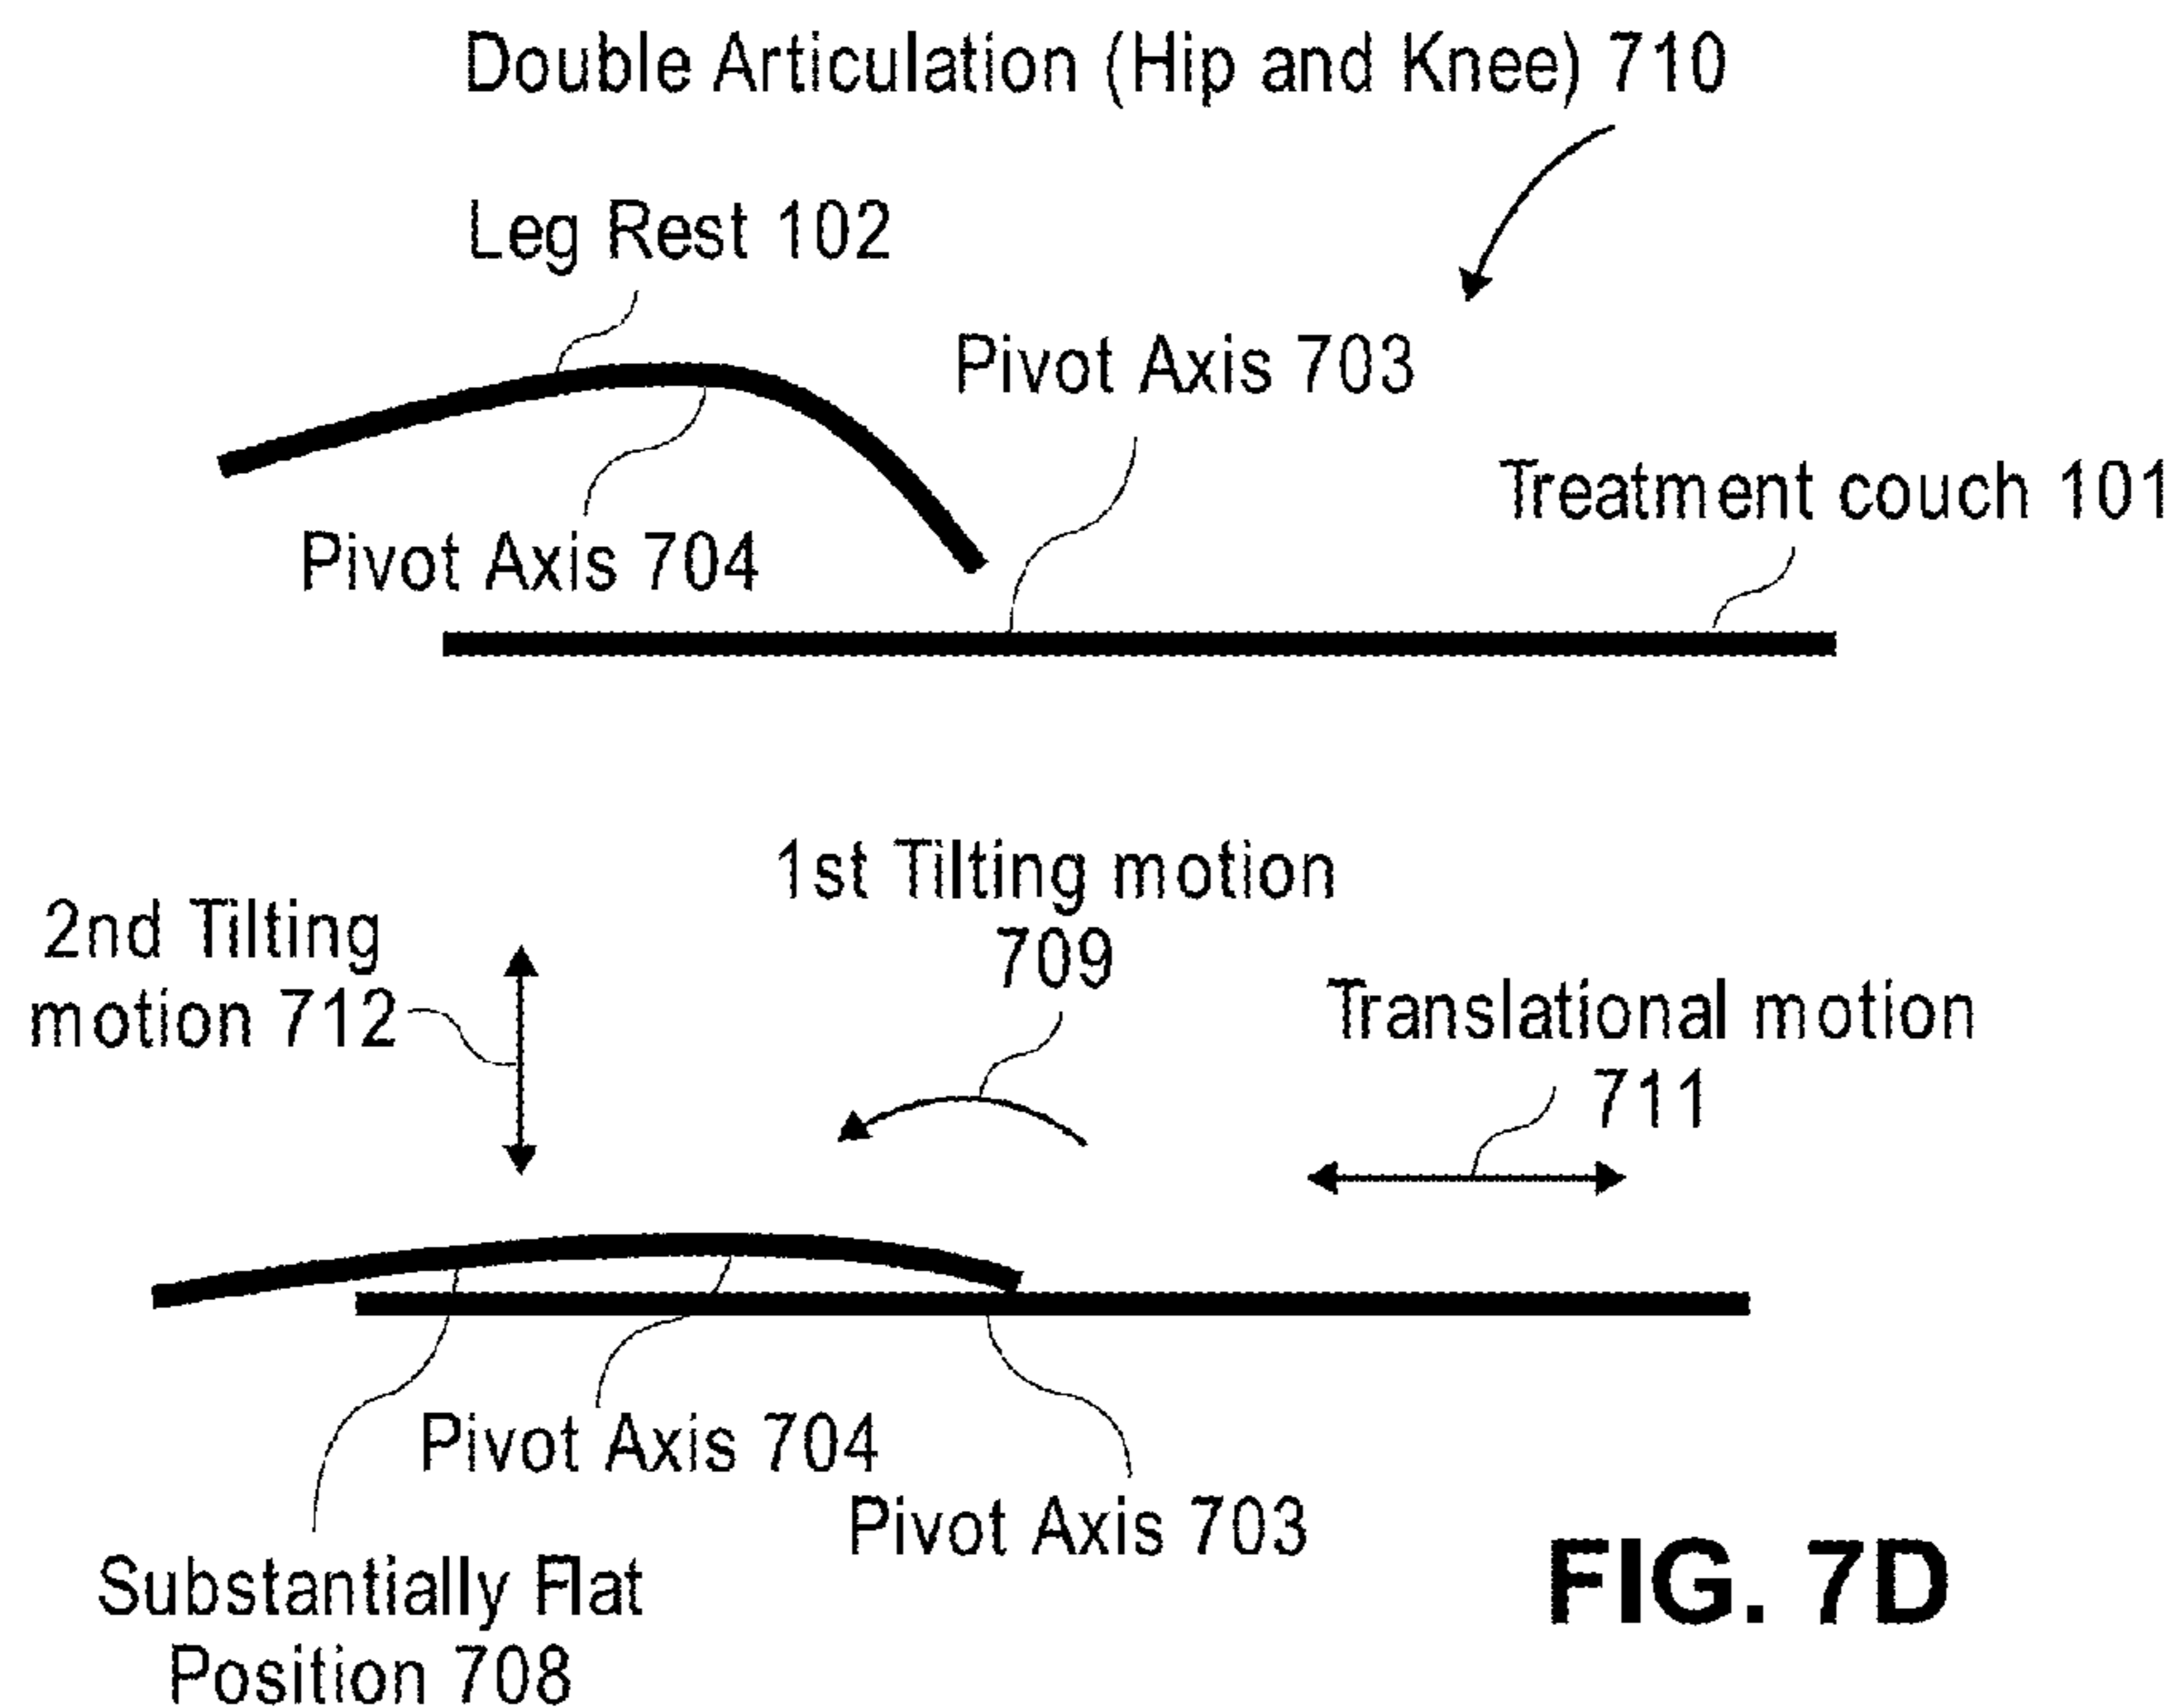 Double Articulation (Hip and Knee) 710
Leg Rest 102
Pivot Axis 703
Treatment couch 101
Pivot Axis 704
1st Tilting motion
709
2nd Tilting
motion 712
Translational motion
711
Pivot Axis 704
Pivot Axis 703
Substantially Flat
Position 708
FIG. 7D